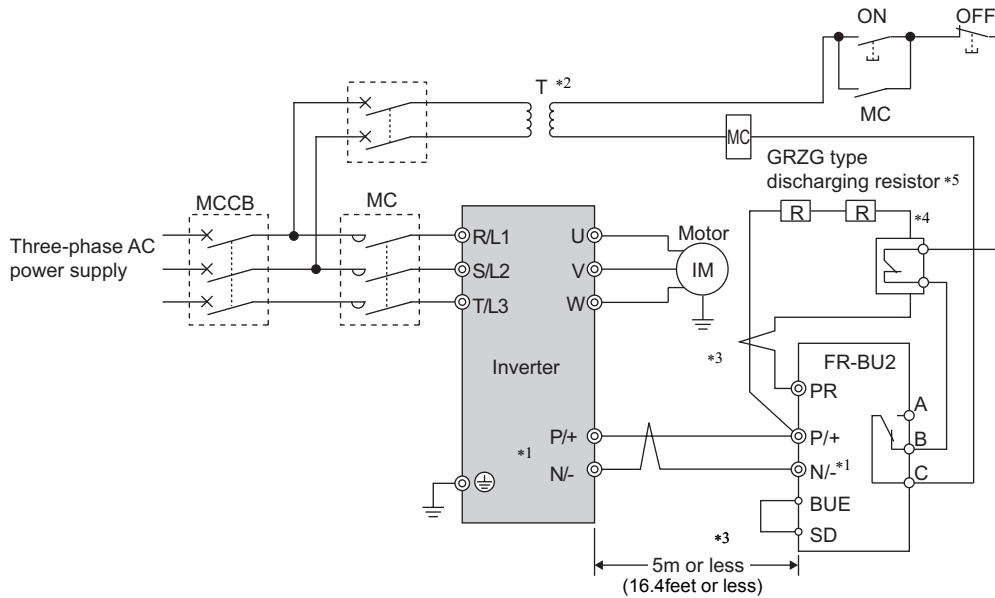 ON
OFF
T *2
MC
MC
GRZG type
discharging resistor *5
R
R
*4
MCCB
MC
Three-phase AC
power supply
R/L1
S/L2
T/L3
U
V
W
Motor
IM
Inverter
*3
FR-BU2
PR
A
P/+
P/+
B
*1
N/-
N/-*1
C
BUE
SD
*3
5m or less
(16.4feet or less)